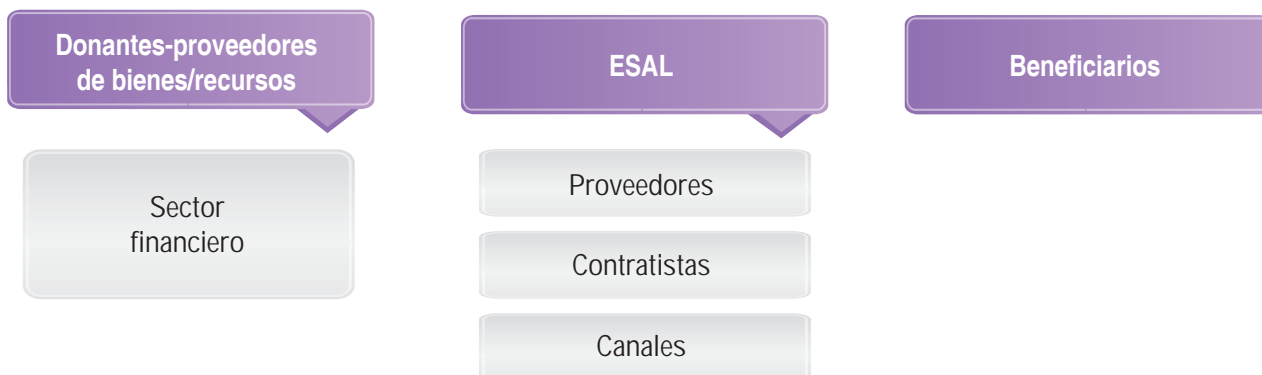 Donantes-proveedores
de bienes/recursos
ESAL
Beneficiarios
Sector
financiero
Proveedores
Contratistas
Canales